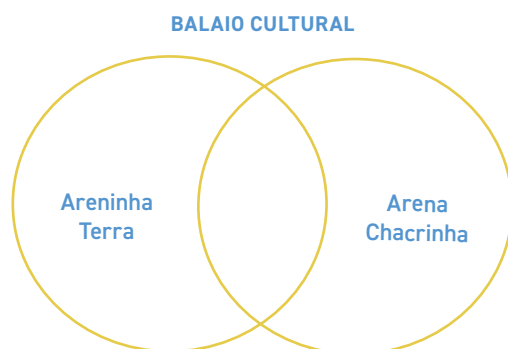 BALAIO CULTURAL
Areninha
Terra
Arena
Chacrinha